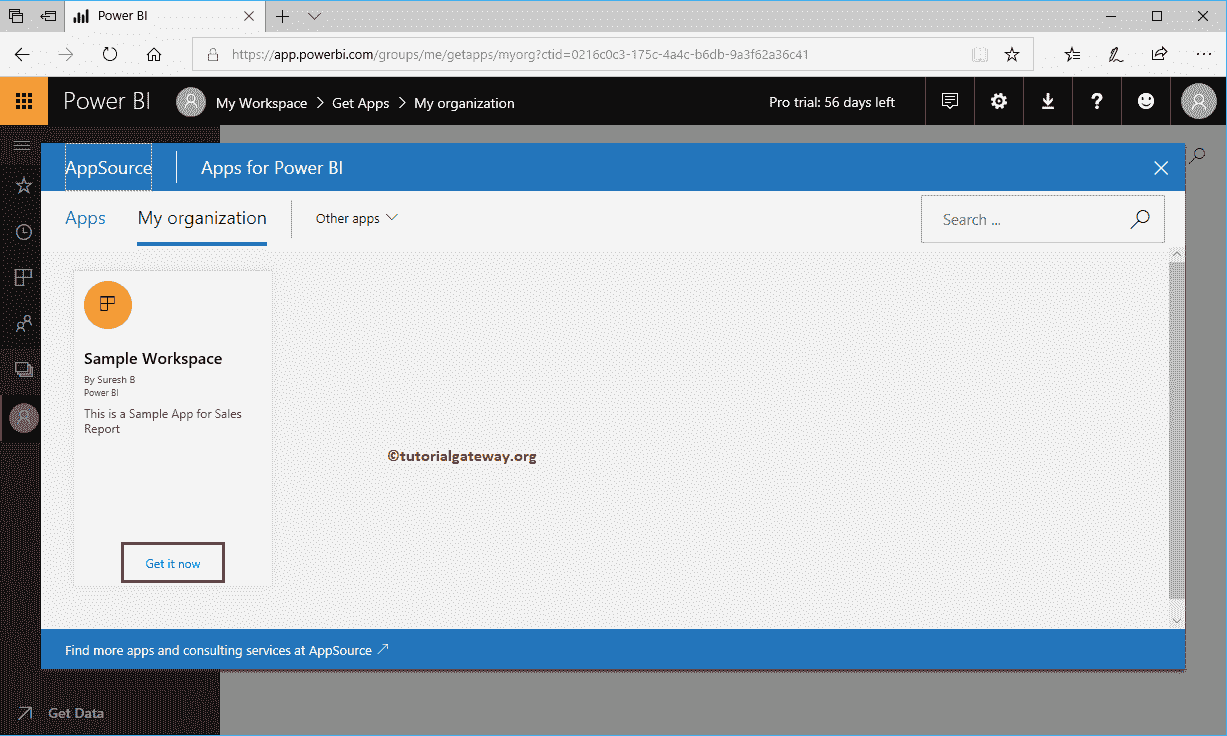 Power BI
https://app.powerbi.com/groups/me/getapps/myorg?ctid=0216c0c3-175c-4a4c-b6db-9a3f62a36c41
Power BI My Workspace > Get Apps > My organization Pro trial: 56 days left ?
AppSource Apps for Power BI
Apps My organization Other apps Search ...
Sample Workspace
By Suresh B
Power BI
This is a Sample App for Sales
Report
©tutorialgateway.org
Get it now
Find more apps and consulting services at AppSource
Get Data